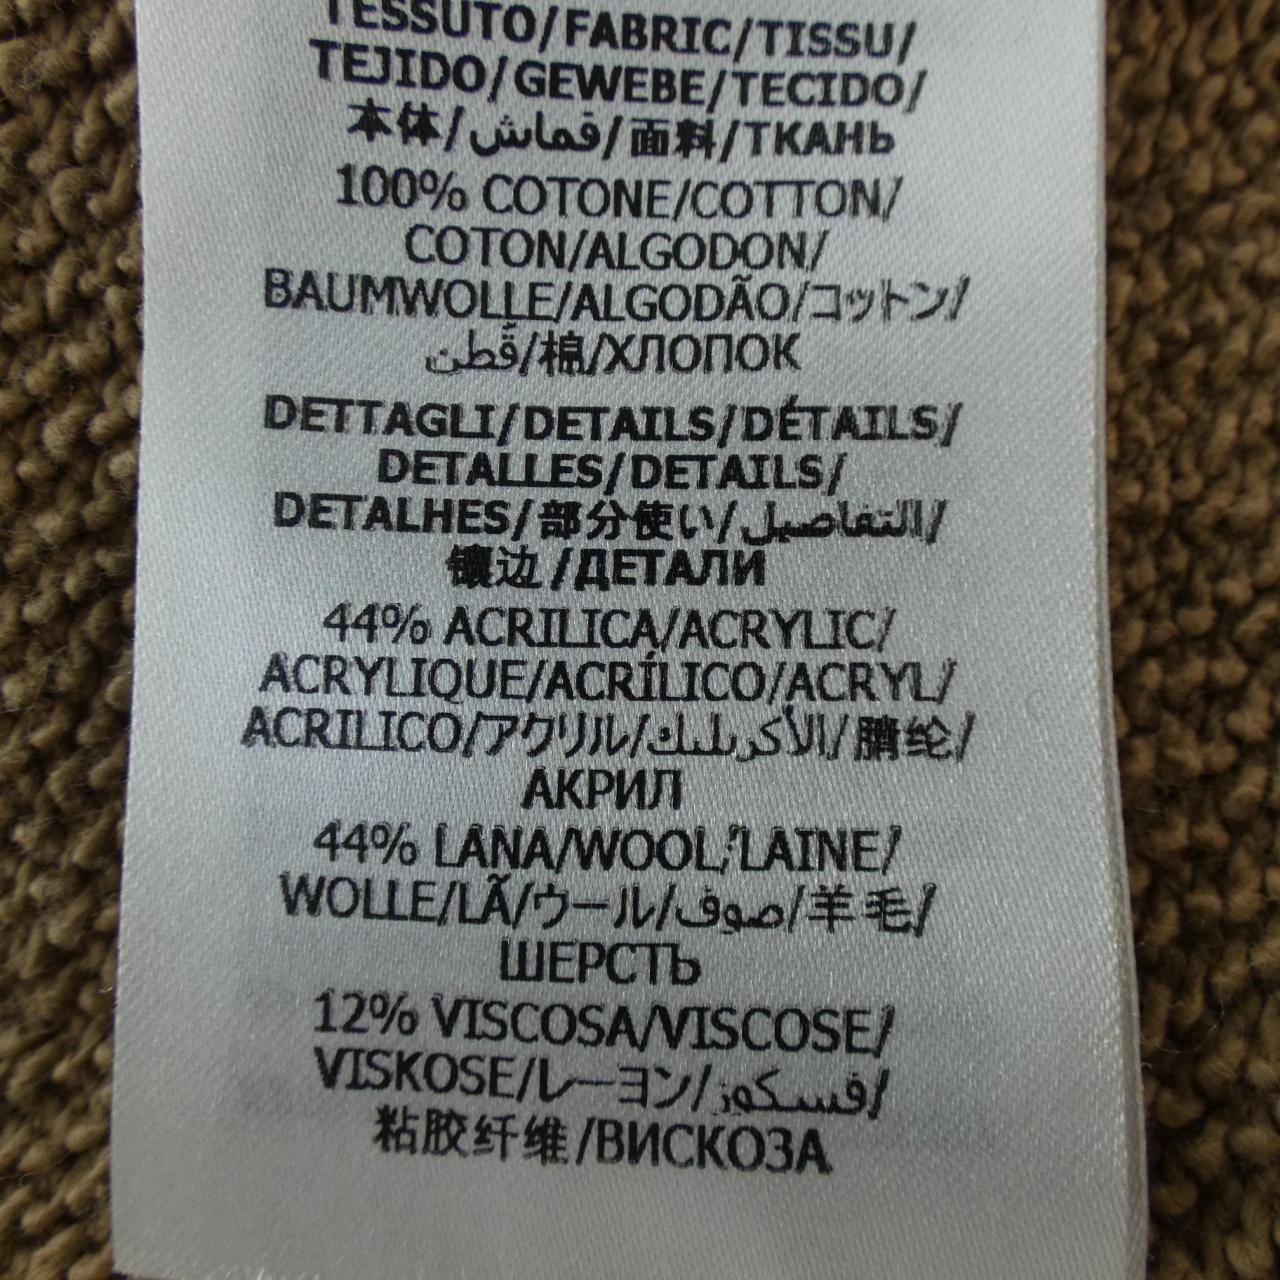 TESSUTO/FABRIC/TISSU/
TEJIDO/GEWEBE/TECIDO/
本体/قماش/面料/ТКАНЬ
100% COTONE/COTTON/
COTON/ALGODON/
BAUMWOLLE/ALGODÃO/コットン/
قطن/棉/ХЛОПОК
DETTAGLI/DETAILS/DÉTAILS/
DETALLES/DETAILS/
DETALHES/部分使い/التفاصيل/
镶边/ДЕТАЛИ
44% ACRILICA/ACRYLIC/
ACRYLIQUE/ACRÍLICO/ACRYL/
ACRILICO/アクリル/الأكريليك/腈纶/
АКРИЛ
44% LANA/WOOL/LAINE/
WOLLE/LÃ/ウール/صوف/羊毛/
ШЕРСТЬ
12% VISCOSA/VISCOSE/
VISKOSE/レーヨン/فسكوز/
粘胶纤维/ВИСКОЗА